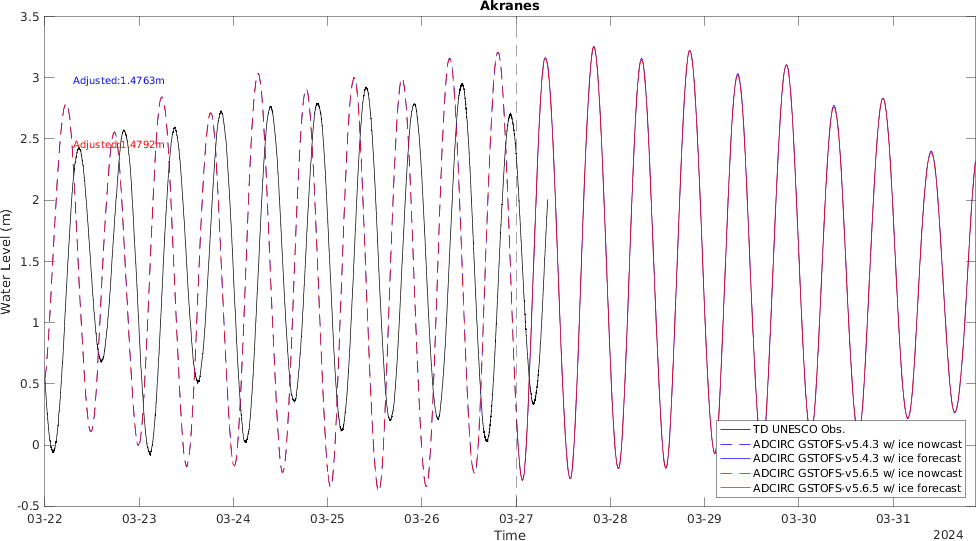 Akranes
3.5
3
2.5
2
1.5
1
0.5
0
-0.5
Water Level (m)
Adjusted:1.4763m
Adjusted:1.4792m
TD UNESCO Obs.
ADCIRC GSTOFS-v5.4.3 w/ ice nowcast
ADCIRC GSTOFS-v5.4.3 w/ ice forecast
ADCIRC GSTOFS-v5.6.5 w/ ice nowcast
ADCIRC GSTOFS-v5.6.5 w/ ice forecast
03-22 03-23 03-24 03-25 03-26 03-27 03-28 03-29 03-30 03-31
Time
2024